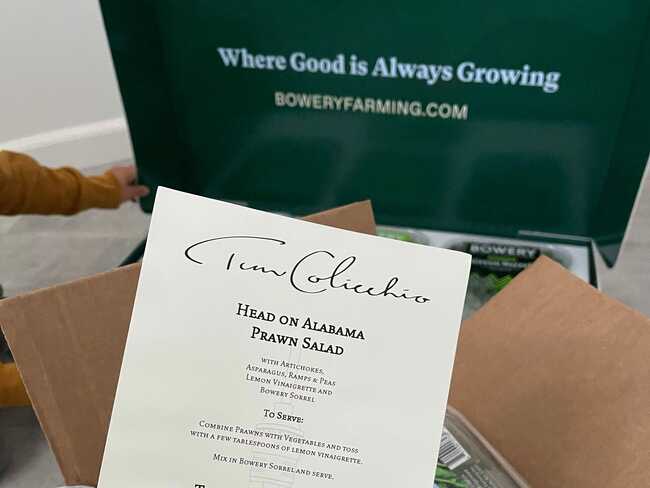 Where Good is Always Growing
BOWERYFARMING.COM
BOWERY
Tom Colicchio
HEAD ON ALABAMA
PRAWN SALAD
WITH ARTICHOKES,
ASPARAGUS, RAMPS & PEAS
LEMON VINAIGRETTE AND
BOWERY SORREL
TO SERVE:
COMBINE PRAWNS WITH VEGETABLES AND TOSS
WITH A FEW TABLESPOONS OF LEMON VINAIGRETTE.
MIX IN BOWERY SORREL AND SERVE.